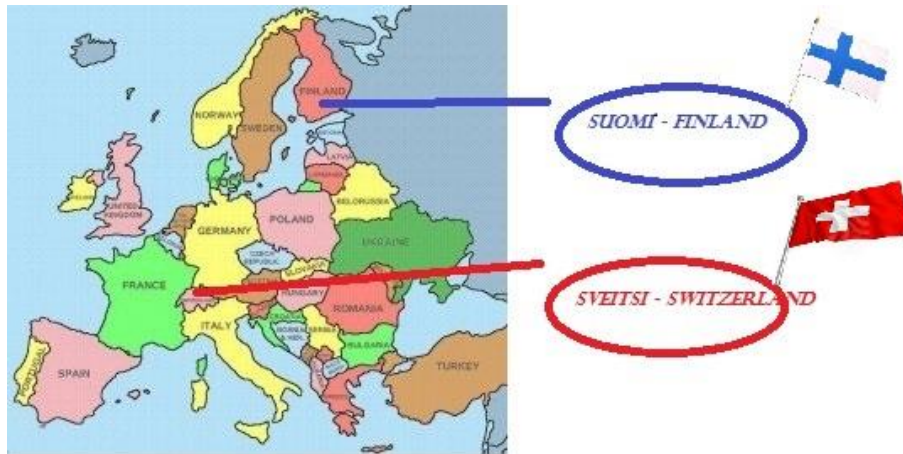 FINLAND
NORWAY
SWEDEN
SUOMI - FINLAND
LATVIA
BELORUSSIA
UNITED
KINGDOM
POLAND
GERMANY
UKRAINE
CZECH
REPUBLIC
SLOVAKIA
FRANCE
HUNGARY
SVEITSI - SWITZERLAND
ROMANIA
ITALY
CROATIA
BOSNIA
& HERZ.
SERBIA
BULGARIA
PORTUGAL
SPAIN
TURKEY